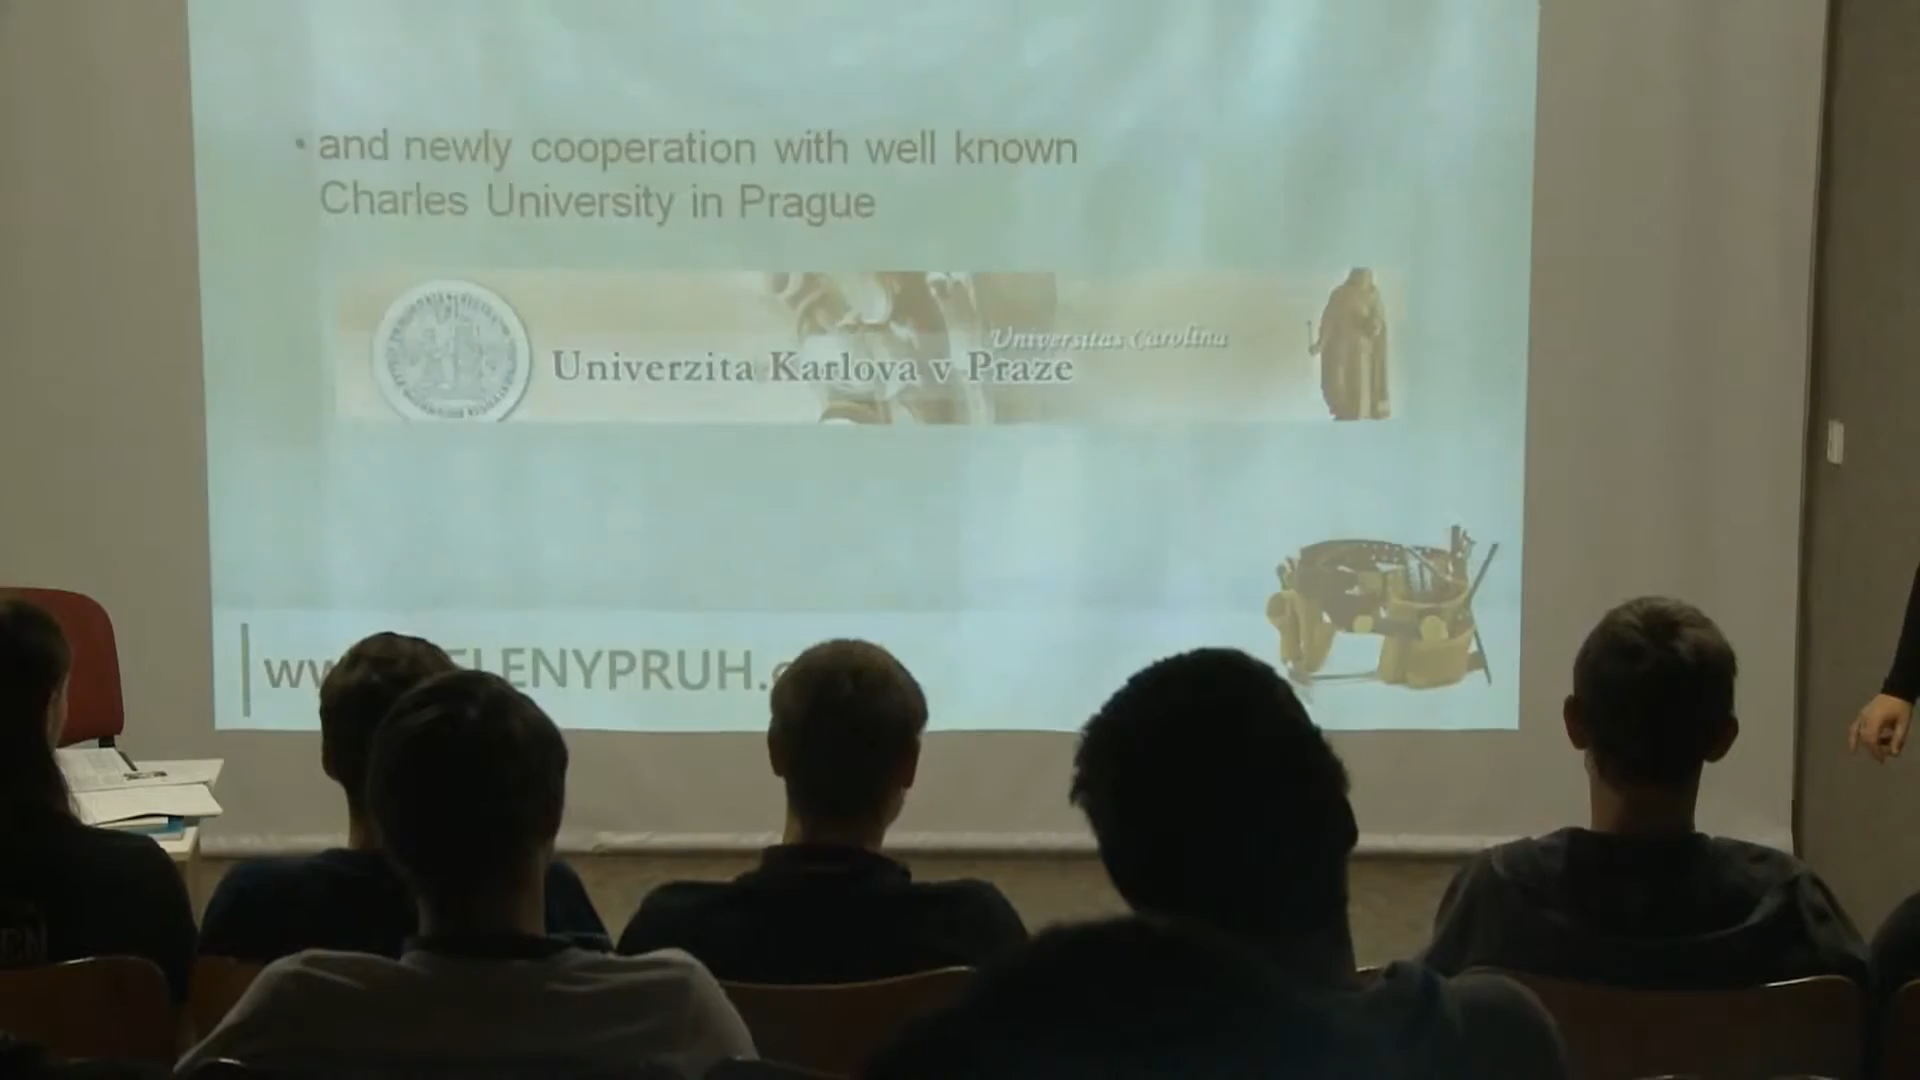 • and newly cooperation with well known
Charles University in Prague
Universitas Carolina
Univerzita Karlova v Praze